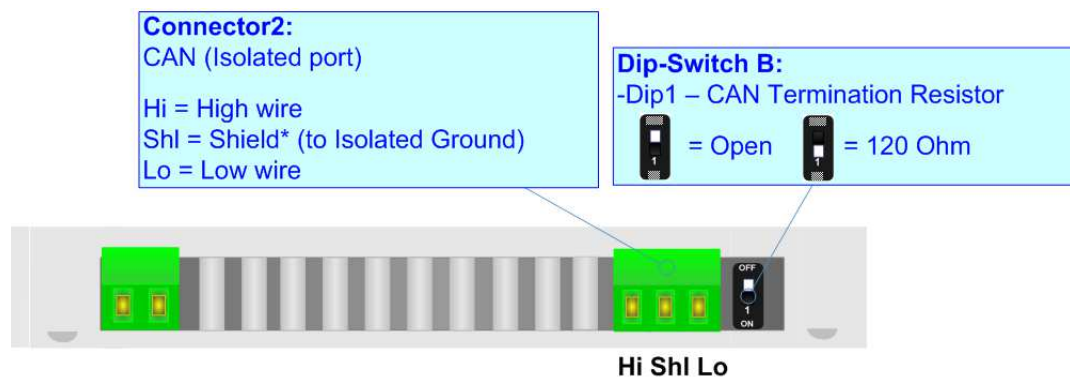 Connector2:
CAN (Isolated port)
Hi = High wire
Shl = Shield* (to Isolated Ground)
Lo = Low wire
Dip-Switch B:
-Dip1 – CAN Termination Resistor
1 = Open 1 = 120 Ohm
OFF
1
ON
Hi Shl Lo